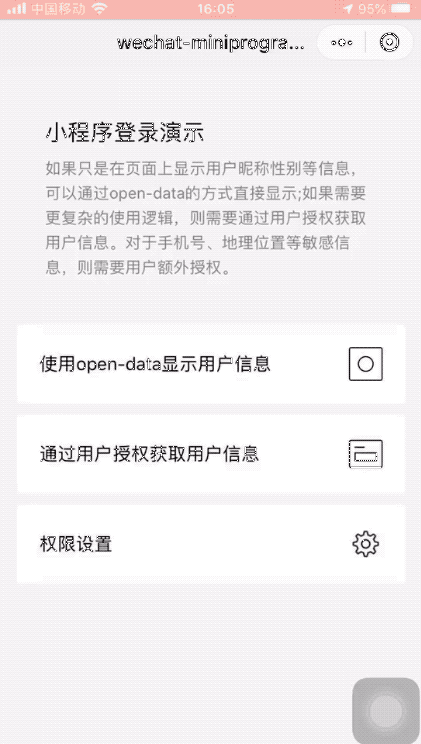 中国移动
16:05
95%
wechat-miniprogra...
小程序登录演示
如果只是在页面上显示用户昵称性别等信息，
可以通过open-data的方式直接显示;如果需要
更复杂的使用逻辑，则需要通过用户授权获取
用户信息。对于手机号、地理位置等敏感信
息，则需要用户额外授权。
使用open-data显示用户信息
通过用户授权获取用户信息
权限设置